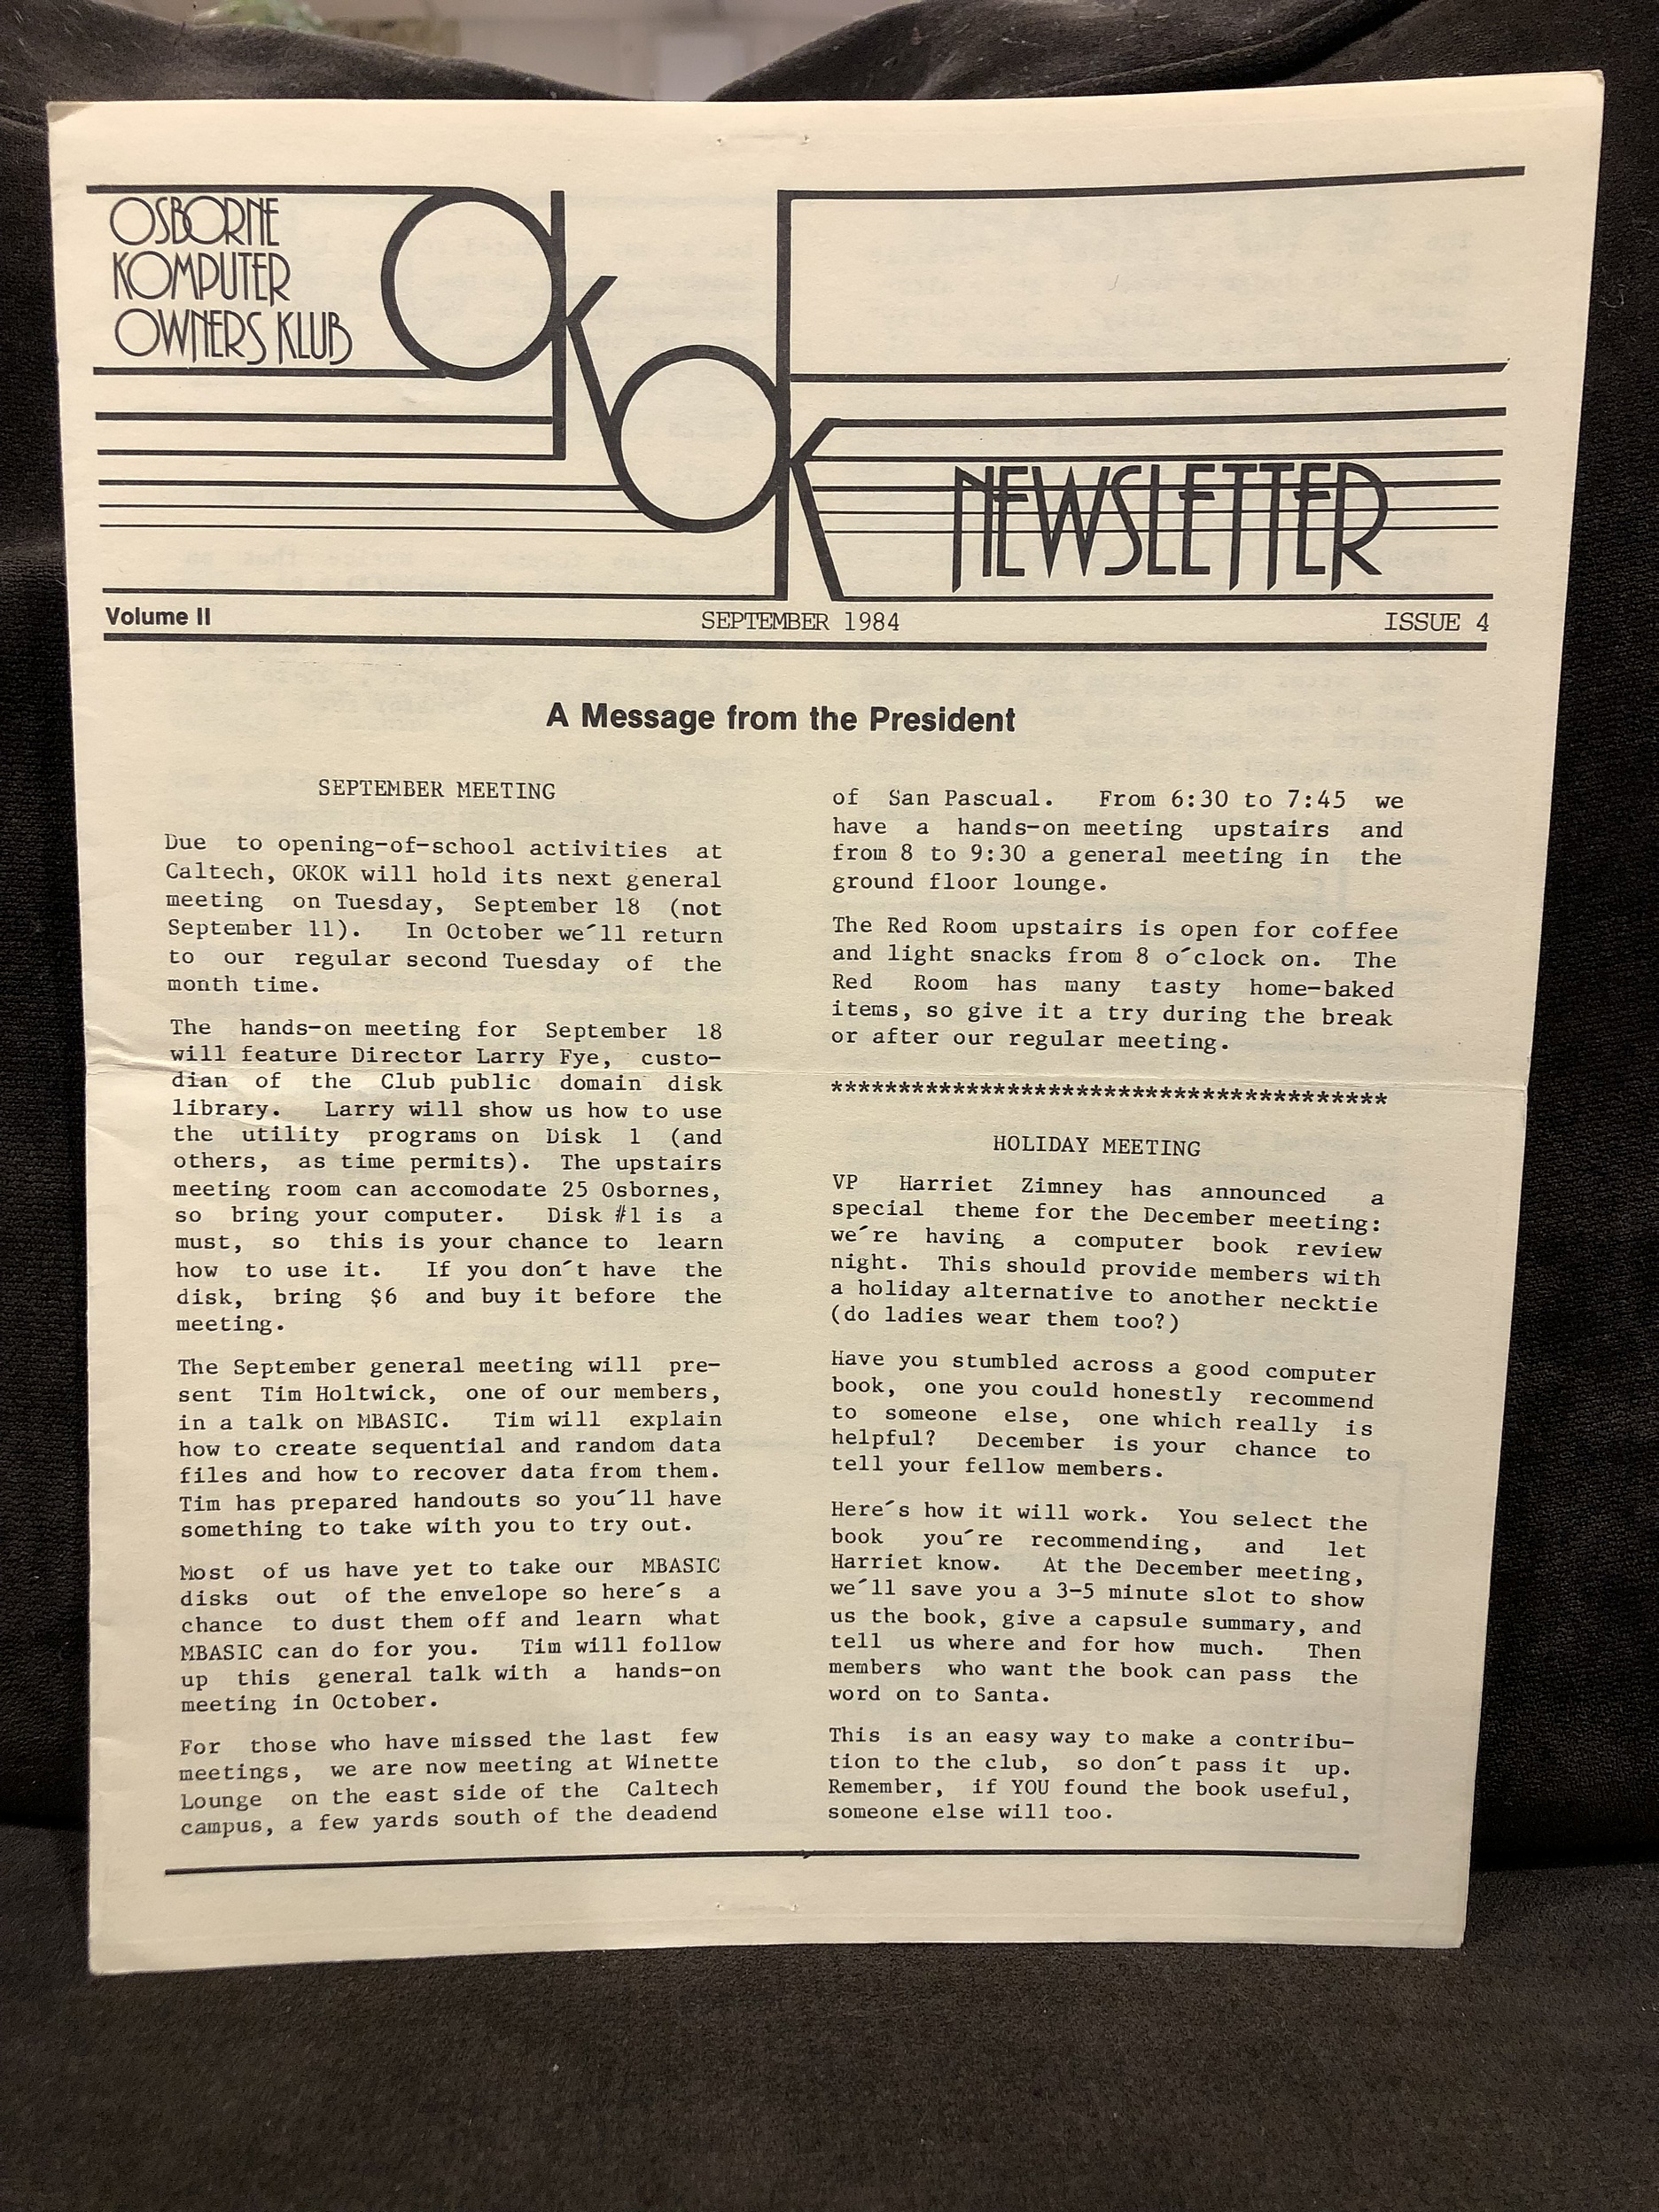 OSBORNE
KOMPUTER
OWNERS KLUB
okok
NEWSLETTER
Volume II SEPTEMBER 1984 ISSUE 4
A Message from the President
SEPTEMBER MEETING
Due to opening-of-school activities at
Caltech, OKOK will hold its next general
meeting on Tuesday, September 18 (not
September 11). In October we´ll return
to our regular second Tuesday of the
month time.
The hands-on meeting for September 18
will feature Director Larry Fye, custo-
dian of the Club public domain disk
library. Larry will show us how to use
the utility programs on Disk 1 (and
others, as time permits). The upstairs
meeting room can accomodate 25 Osbornes,
so bring your computer. Disk #1 is a
must, so this is your chance to learn
how to use it. If you don´t have the
disk, bring $6 and buy it before the
meeting.
The September general meeting will pre-
sent Tim Holtwick, one of our members,
in a talk on MBASIC. Tim will explain
how to create sequential and random data
files and how to recover data from them.
Tim has prepared handouts so you´ll have
something to take with you to try out.
Most of us have yet to take our MBASIC
disks out of the envelope so here´s a
chance to dust them off and learn what
MBASIC can do for you. Tim will follow
up this general talk with a hands-on
meeting in October.
For those who have missed the last few
meetings, we are now meeting at Winette
Lounge on the east side of the Caltech
campus, a few yards south of the deadend
of San Pascual. From 6:30 to 7:45 we
have a hands-on meeting upstairs and
from 8 to 9:30 a general meeting in the
ground floor lounge.
The Red Room upstairs is open for coffee
and light snacks from 8 o´clock on. The
Red Room has many tasty home-baked
items, so give it a try during the break
or after our regular meeting.
*****************************************
HOLIDAY MEETING
VP Harriet Zimney has announced a
special theme for the December meeting:
we´re having a computer book review
night. This should provide members with
a holiday alternative to another necktie
(do ladies wear them too?)
Have you stumbled across a good computer
book, one you could honestly recommend
to someone else, one which really is
helpful? December is your chance to
tell your fellow members.
Here´s how it will work. You select the
book you´re recommending, and let
Harriet know. At the December meeting,
we´ll save you a 3-5 minute slot to show
us the book, give a capsule summary, and
tell us where and for how much. Then
members who want the book can pass the
word on to Santa.
This is an easy way to make a contribu-
tion to the club, so don´t pass it up.
Remember, if YOU found the book useful,
someone else will too.